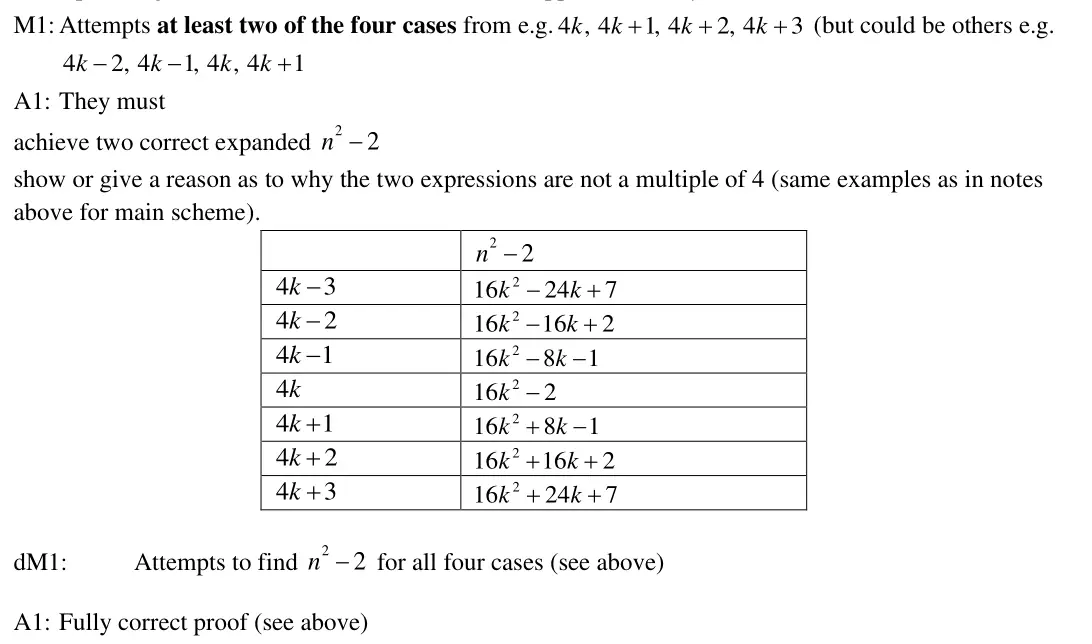 M1: Attempts at least two of the four cases from e.g. 4k, 4k +1, 4k + 2, 4k + 3 (but could be others e.g.
4k − 2, 4k −1, 4k, 4k +1
A1: They must
achieve two correct expanded n² − 2
show or give a reason as to why the two expressions are not a multiple of 4 (same examples as in notes
above for main scheme).
n² − 2
4k − 3 16k² − 24k + 7
4k − 2 16k² −16k + 2
4k −1 16k² − 8k −1
4k 16k² − 2
4k +1 16k² + 8k −1
4k + 2 16k² +16k + 2
4k + 3 16k² + 24k + 7
dM1: Attempts to find n² − 2 for all four cases (see above)
A1: Fully correct proof (see above)